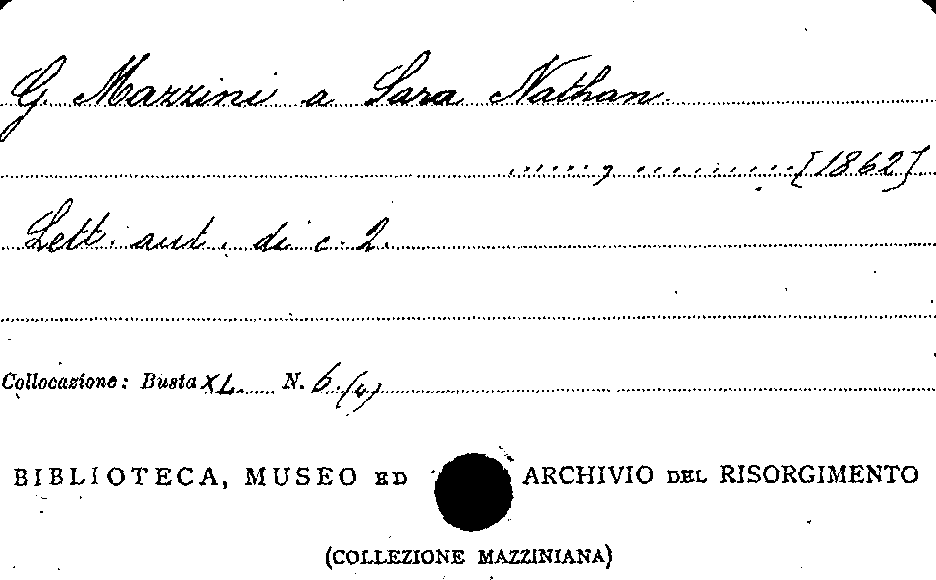 G. Mazzini a Sara Nathan
......, ..........[1862]
Lett. aut. di c. 2.
Collocazione: Busta XL N. 6.(4)
BIBLIOTECA, MUSEO ED ARCHIVIO DEL RISORGIMENTO
(COLLEZIONE MAZZINIANA)